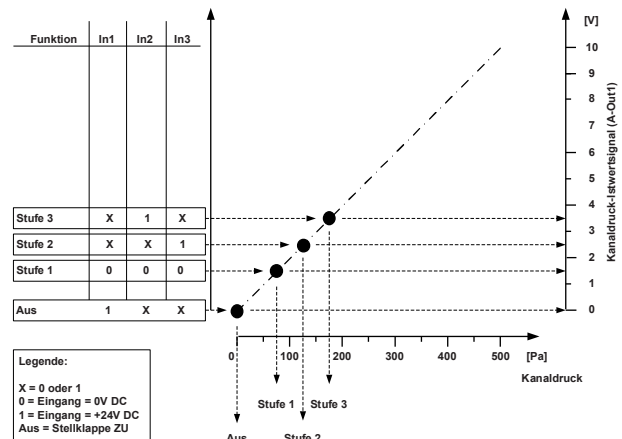 Funktion In1 In2 In3
Stufe 3 X 1 X
Stufe 2 X X 1
Stufe 1 0 0 0
Aus 1 X X
[V]
10
9
8
7
6
5
4
3
2
1
0
Kanaldruck-Istwertsignal (A-Out1)
0 100 200 300 400 500 [Pa]
Kanaldruck
Stufe 1 Stufe 3
Aus Stufe 2
Legende:
X = 0 oder 1
0 = Eingang = 0V DC
1 = Eingang = +24V DC
Aus = Stellklappe ZU